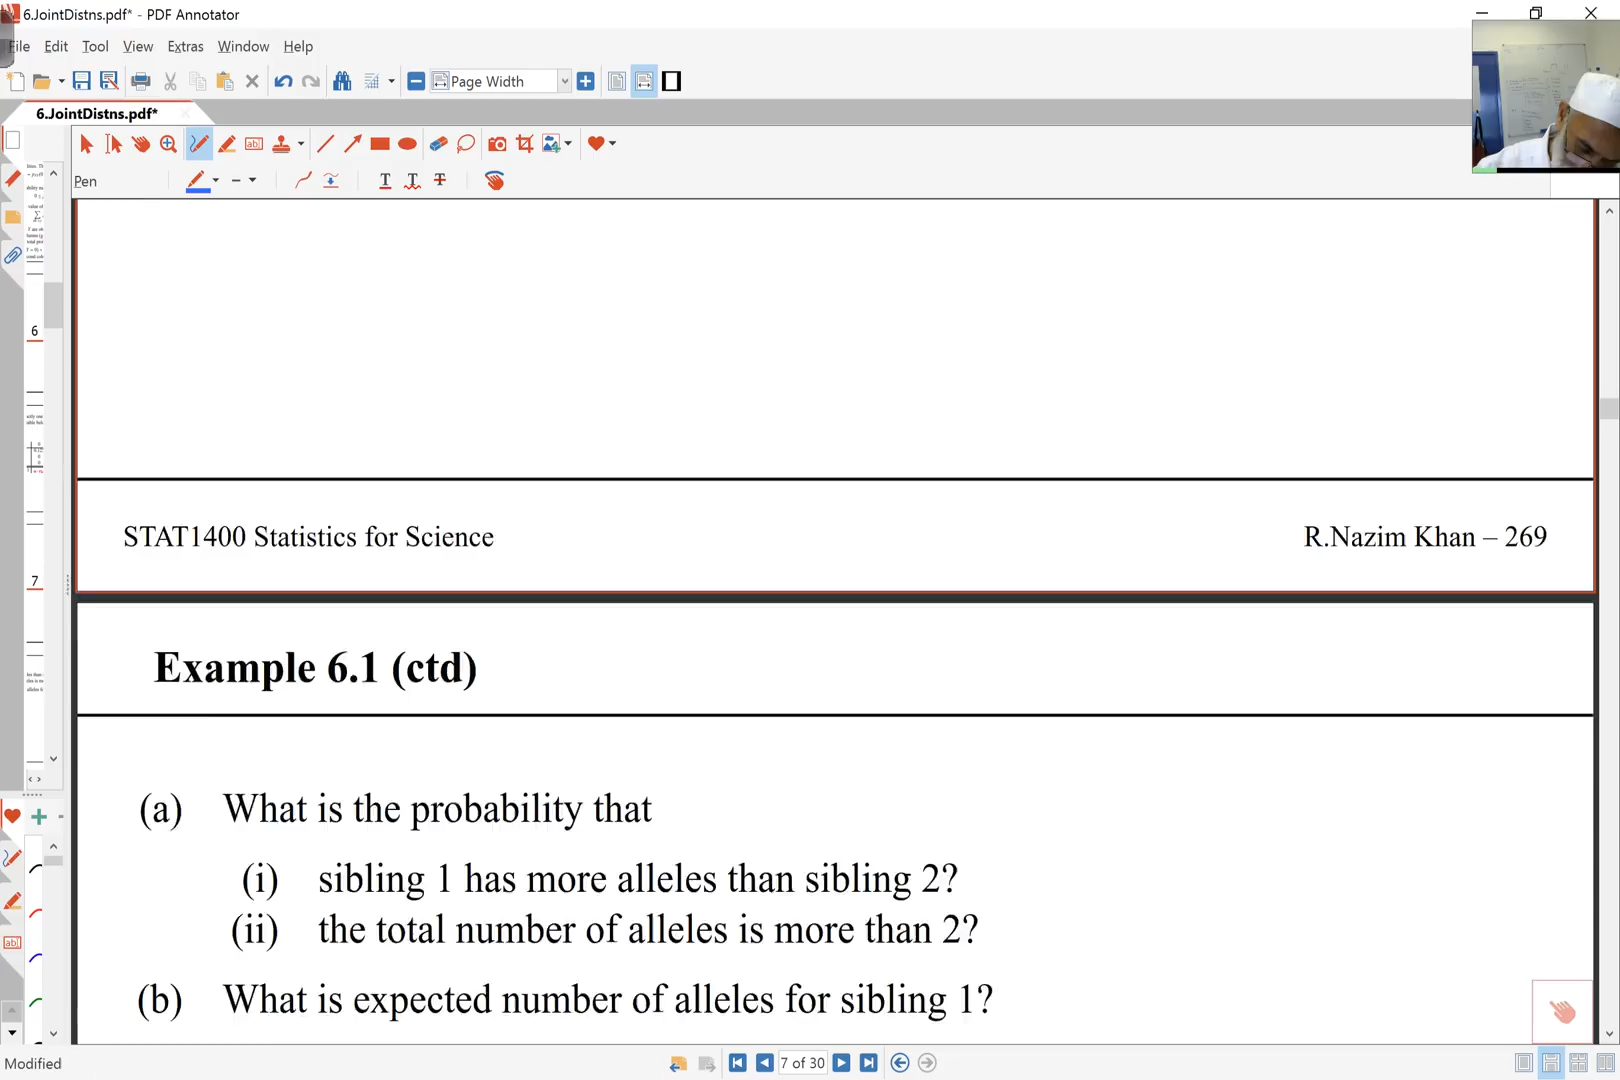 6.JointDistns.pdf* - PDF Annotator
File Edit Tool View Extras Window Help
Page Width
6.JointDistns.pdf*
Pen
6
7
STAT1400 Statistics for Science
R.Nazim Khan – 269
Example 6.1 (ctd)
(a) What is the probability that
(i) sibling 1 has more alleles than sibling 2?
(ii) the total number of alleles is more than 2?
(b) What is expected number of alleles for sibling 1?
Modified
7 of 30